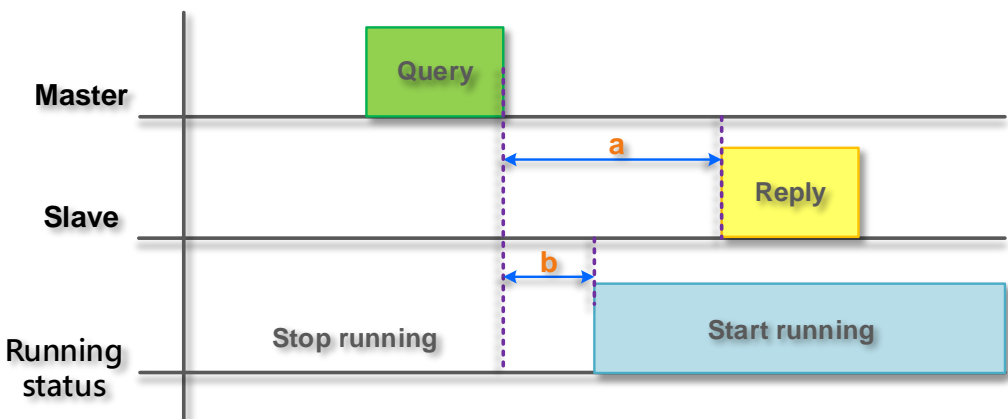 Query
Master
a
Reply
Slave
b
Stop running
Start running
Running
status